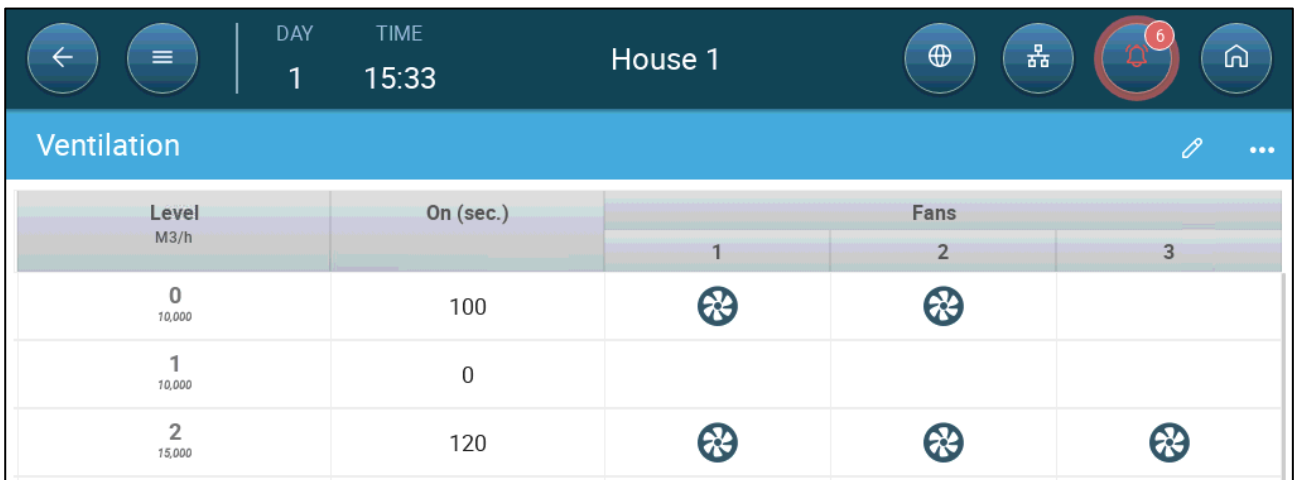 DAY TIME 6
1 15:33 House 1
Ventilation
Level On (sec.) Fans
M3/h
1 2 3
0
10,000 100
1
10,000 0
2
15,000 120